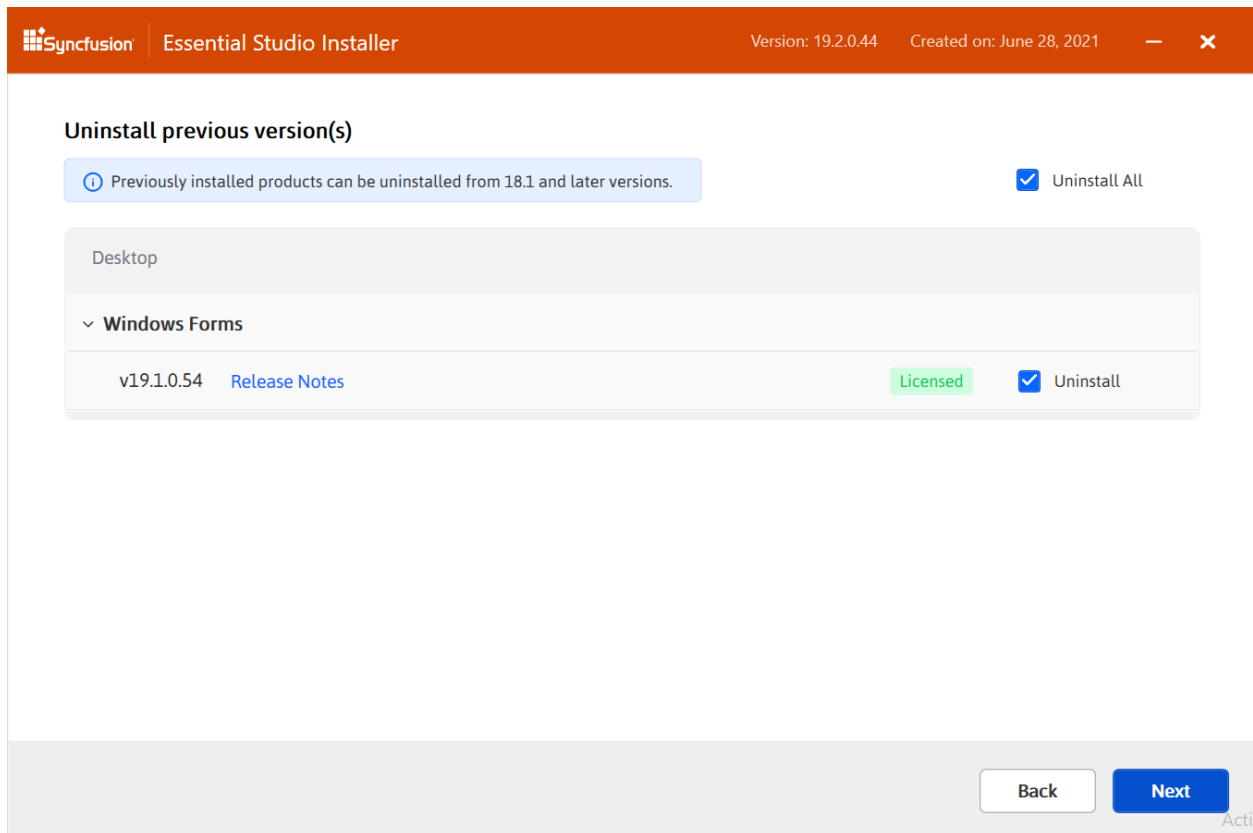 Syncfusion Essential Studio Installer Version: 19.2.0.44 Created on: June 28, 2021
Uninstall previous version(s)
Previously installed products can be uninstalled from 18.1 and later versions. Uninstall All
Desktop
Windows Forms
v19.1.0.54 Release Notes Licensed Uninstall
Back Next
Acti